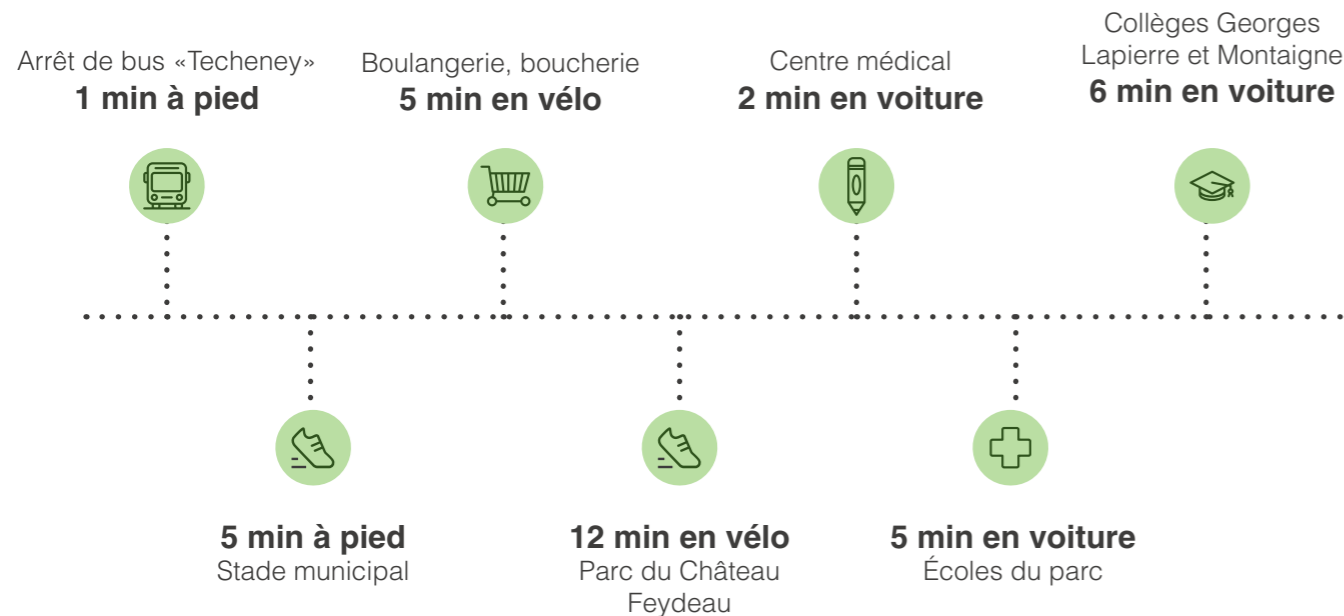 Arrêt de bus «Techeney»
1 min à pied
Boulangerie, boucherie
5 min en vélo
Centre médical
2 min en voiture
Collèges Georges
Lapierre et Montaigne
6 min en voiture
5 min à pied
Stade municipal
12 min en vélo
Parc du Château
Feydeau
5 min en voiture
Écoles du parc